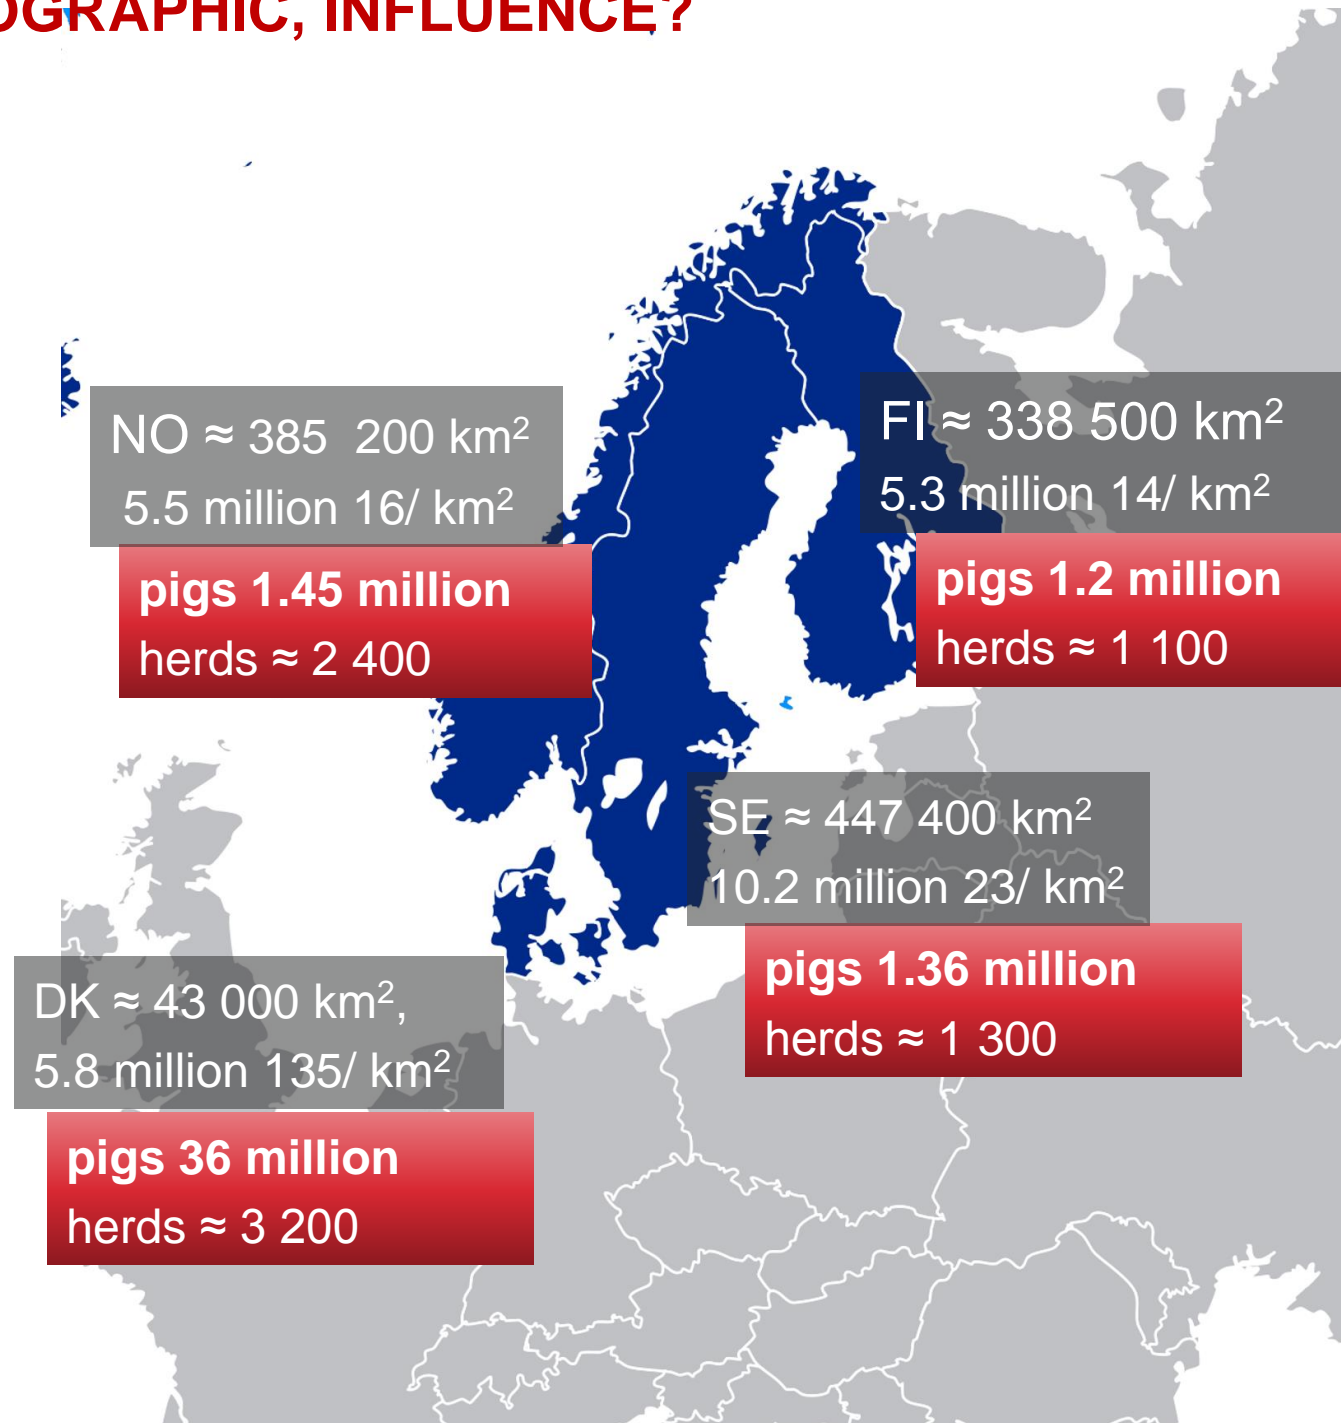 OGRAPHIC, INFLUENCE?
NO ≈ 385 200 km²
5.5 million 16/ km²
pigs 1.45 million
herds ≈ 2 400
FI ≈ 338 500 km²
5.3 million 14/ km²
pigs 1.2 million
herds ≈ 1 100
SE ≈ 447 400 km²
10.2 million 23/ km²
pigs 1.36 million
herds ≈ 1 300
DK ≈ 43 000 km²,
5.8 million 135/ km²
pigs 36 million
herds ≈ 3 200